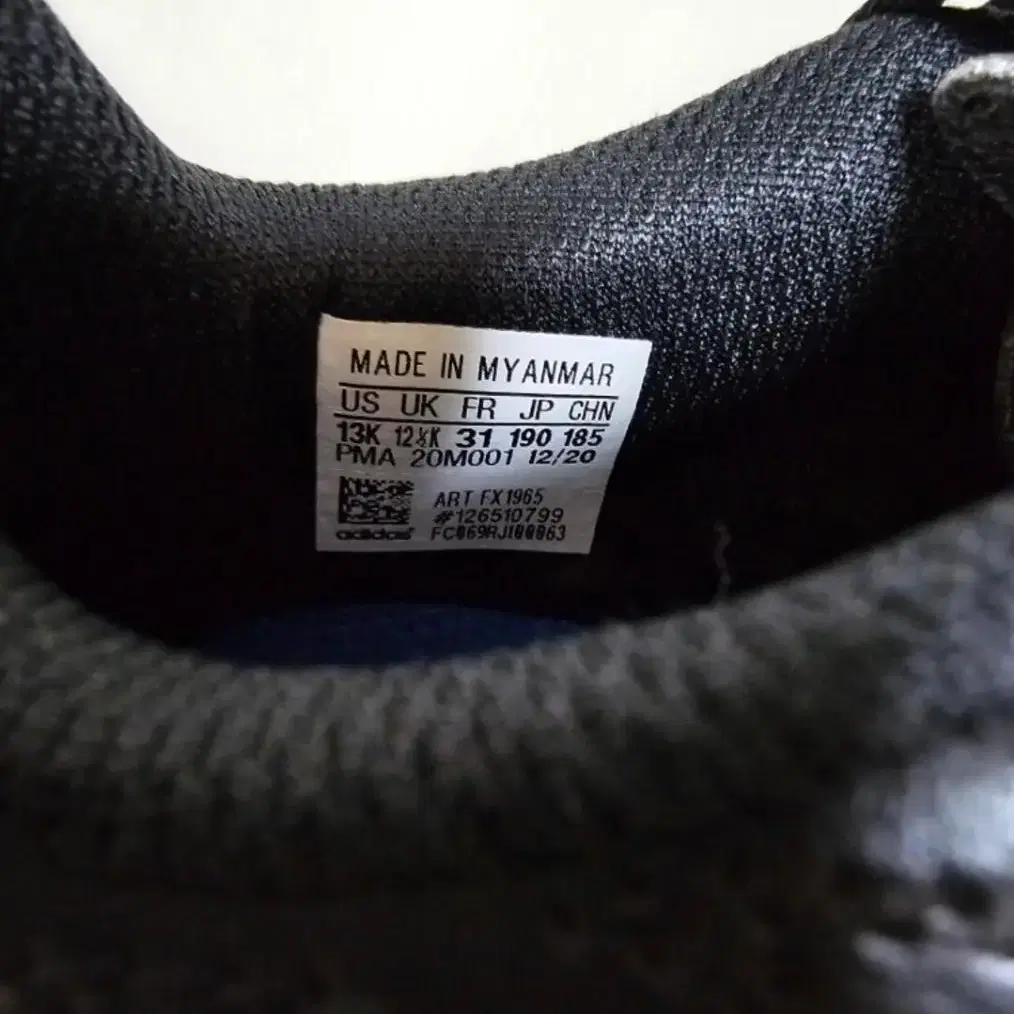 MADE IN MYANMAR
US UK FR JP CHN
13K 12½K 31 190 185
PMA 20M001 12/20
ART FX1965
#126510799
adidas